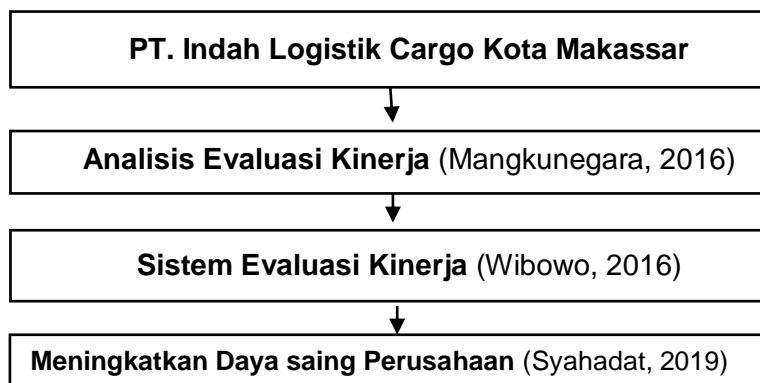 PT. Indah Logistik Cargo Kota Makassar
Analisis Evaluasi Kinerja (Mangkunegara, 2016)
Sistem Evaluasi Kinerja (Wibowo, 2016)
Meningkatkan Daya saing Perusahaan (Syahadat, 2019)